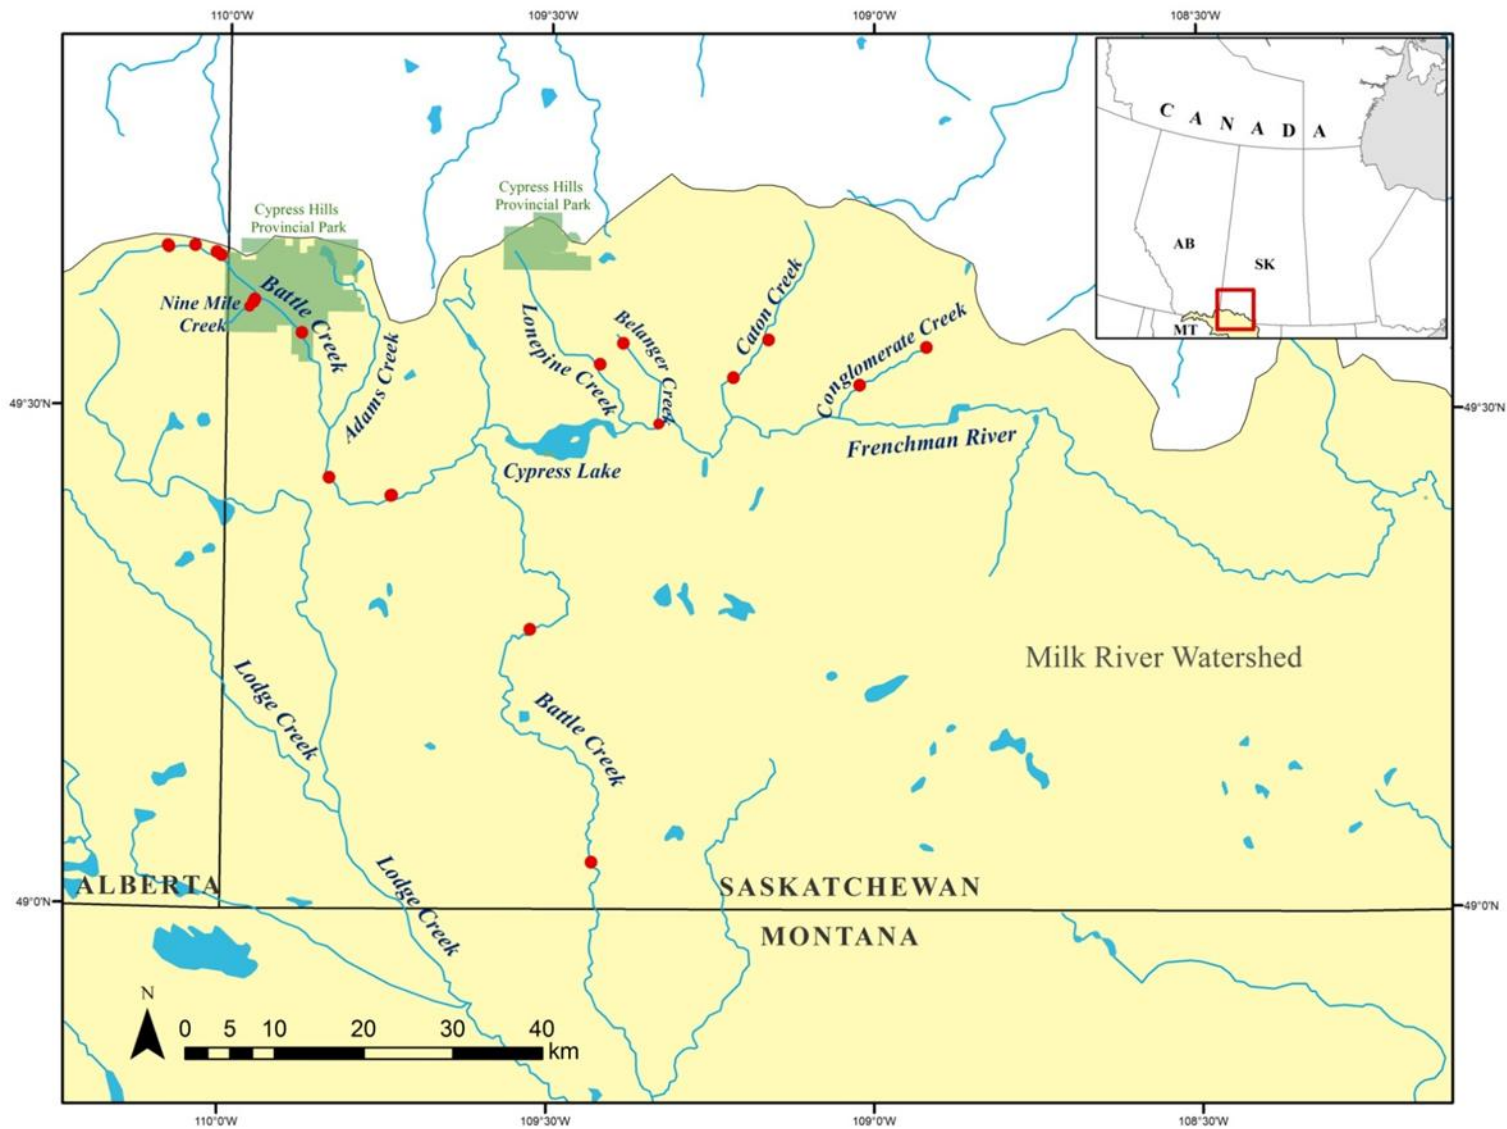 110°0'W
109°30'W
109°0'W
108°30'W
C A N A D A
AB
SK
MT
Cypress Hills
Provincial Park
Cypress Hills
Provincial Park
Nine Mile
Creek
Battle Creek
Adams Creek
Lonepine Creek
Belanger Creek
Caton Creek
Conglomerate Creek
49°30'N
49°30'N
Frenchman River
Cypress Lake
Milk River Watershed
Lodge Creek
Battle Creek
Lodge Creek
ALBERTA
SASKATCHEWAN
49°0'N
49°0'N
MONTANA
N
0 5 10 20 30 40
km
110°0'W
109°30'W
109°0'W
108°30'W